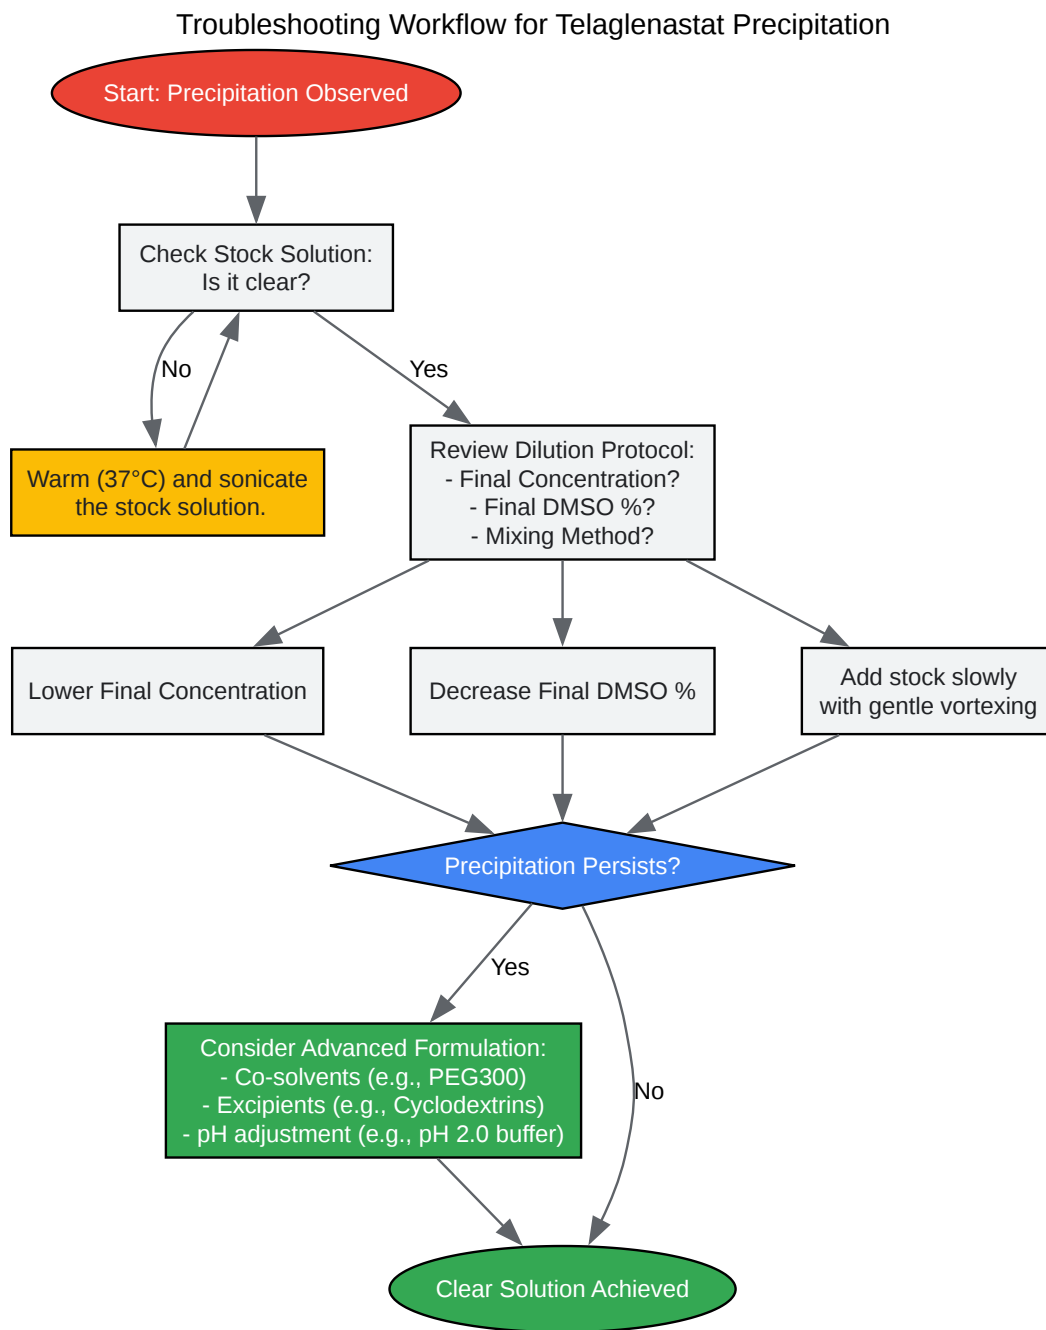 Troubleshooting Workflow for Telaglenastat Precipitation
Start: Precipitation Observed
Check Stock Solution:
Is it clear?
No
Yes
Warm (37°C) and sonicate
the stock solution.
Review Dilution Protocol:
- Final Concentration?
- Final DMSO %?
- Mixing Method?
Lower Final Concentration
Decrease Final DMSO %
Add stock slowly
with gentle vortexing
Precipitation Persists?
Yes
No
Consider Advanced Formulation:
- Co-solvents (e.g., PEG300)
- Excipients (e.g., Cyclodextrins)
- pH adjustment (e.g., pH 2.0 buffer)
Clear Solution Achieved